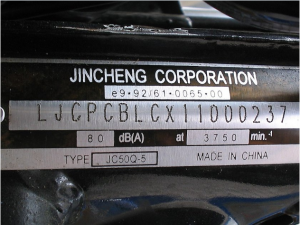 JINCHENG CORPORATION
e9*92/61*0065*00
LJCPCBLCX11000237
80 dB(A) at 3750 min.-1
TYPE JC50Q-5 MADE IN CHINA